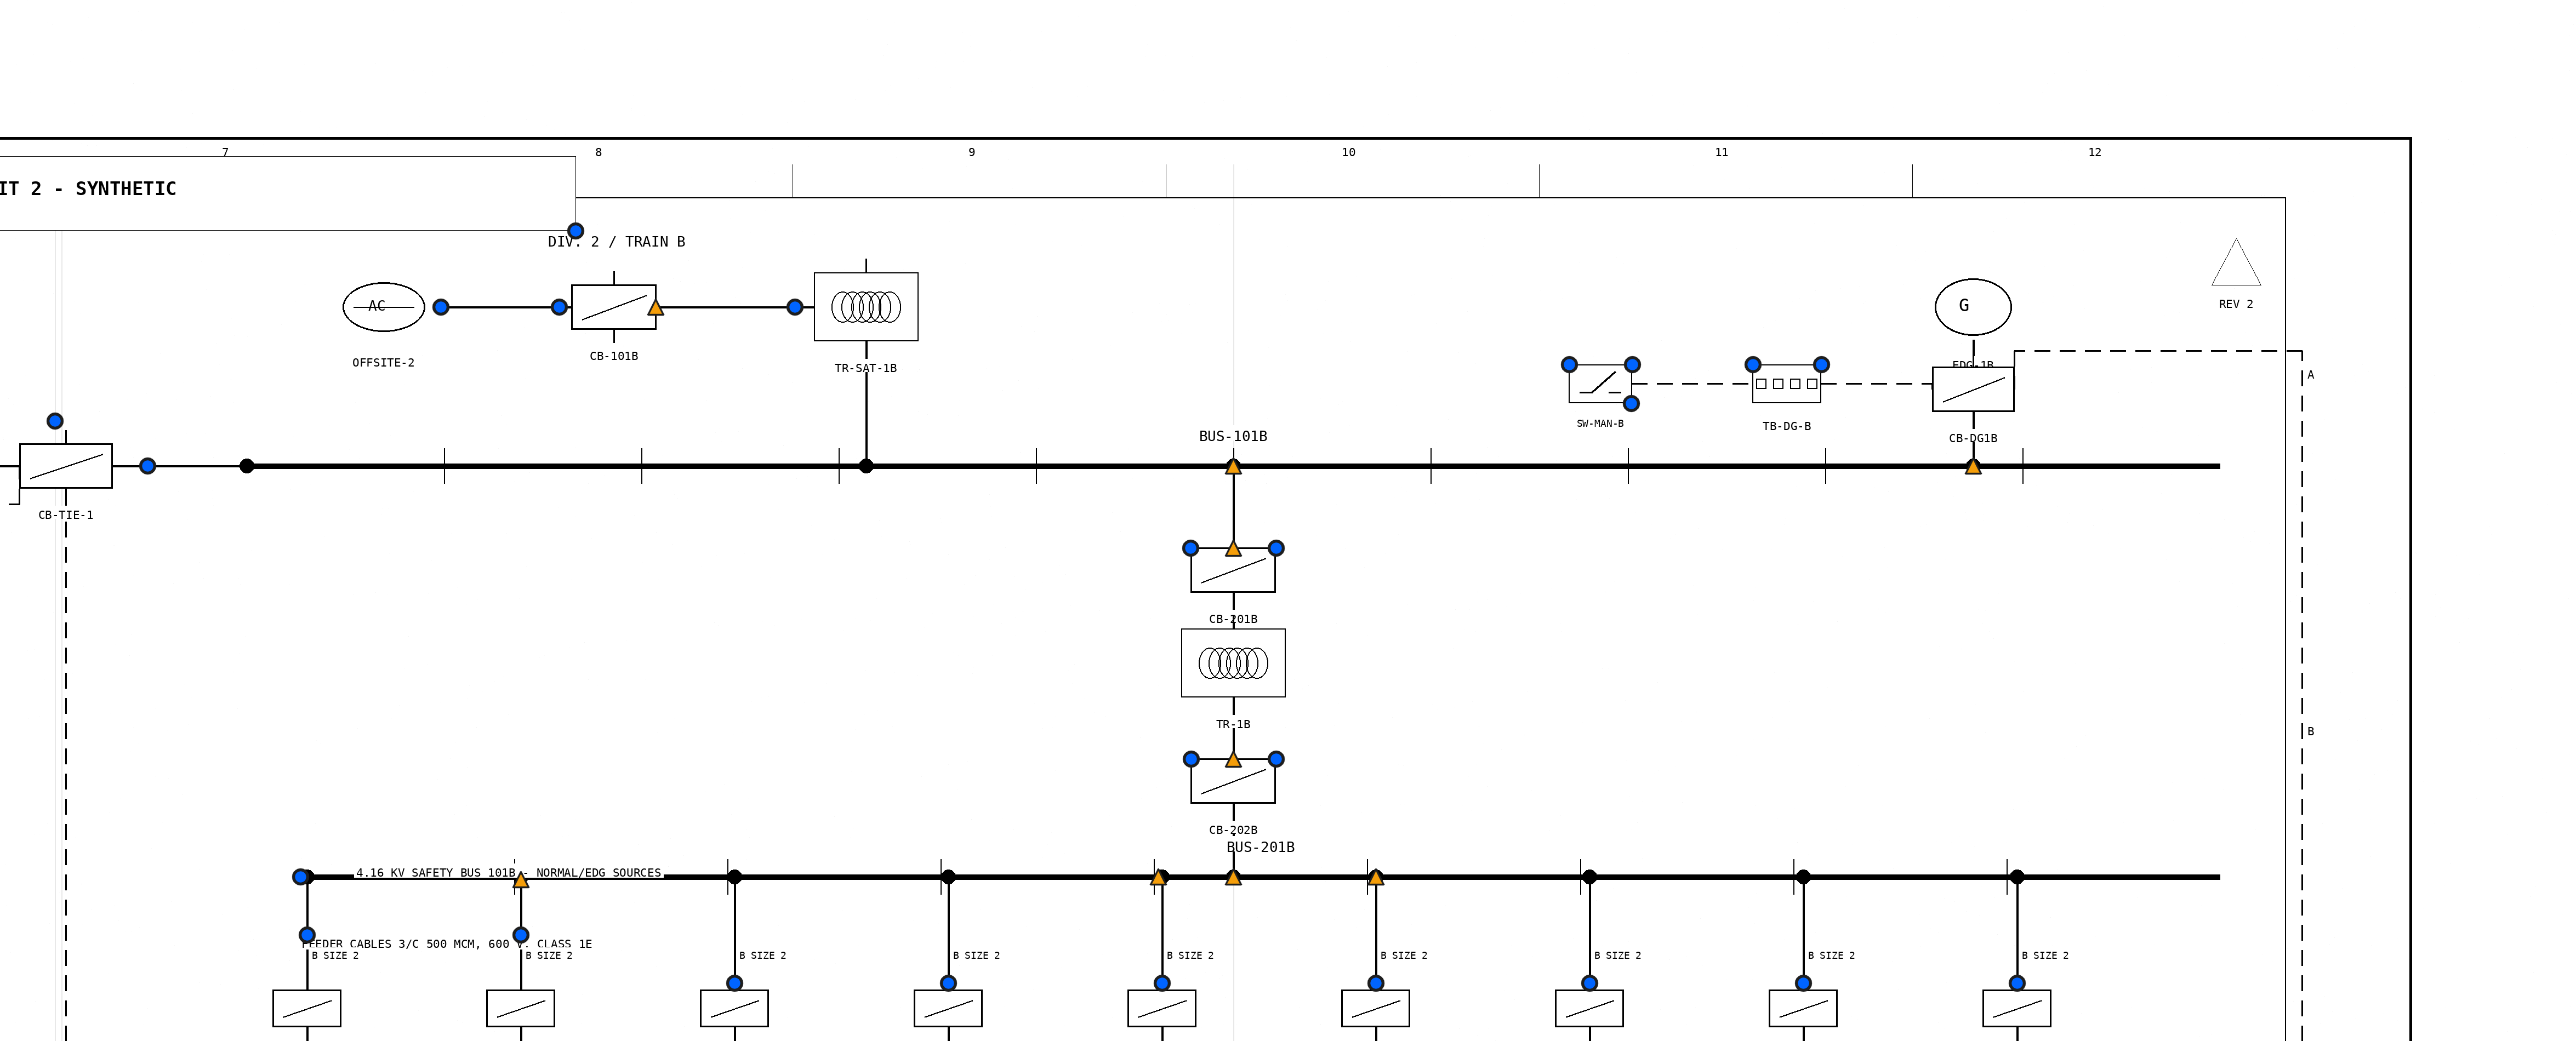 7 8 9 10 11 12
IT 2 - SYNTHETIC
DIV. 2 / TRAIN B
AC
G
REV 2
OFFSITE-2
CB-101B
TR-SAT-1B
EDG-1B
A
SW-MAN-B
TB-DG-B
CB-DG1B
BUS-101B
CB-TIE-1
CB-201B
TR-1B
B
CB-202B
BUS-201B
4.16 KV SAFETY BUS 101B - NORMAL/EDG SOURCES
FEEDER CABLES 3/C 500 MCM, 600 V. CLASS 1E
B SIZE 2 B SIZE 2 B SIZE 2 B SIZE 2 B SIZE 2 B SIZE 2 B SIZE 2 B SIZE 2 B SIZE 2